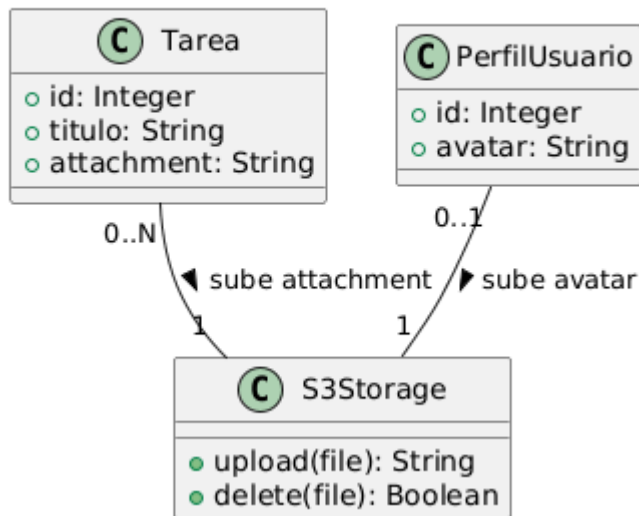 C Tarea
id: Integer
titulo: String
attachment: String
C PerfilUsuario
id: Integer
avatar: String
0..N
0..1
sube attachment
sube avatar
1
1
C S3Storage
upload(file): String
delete(file): Boolean